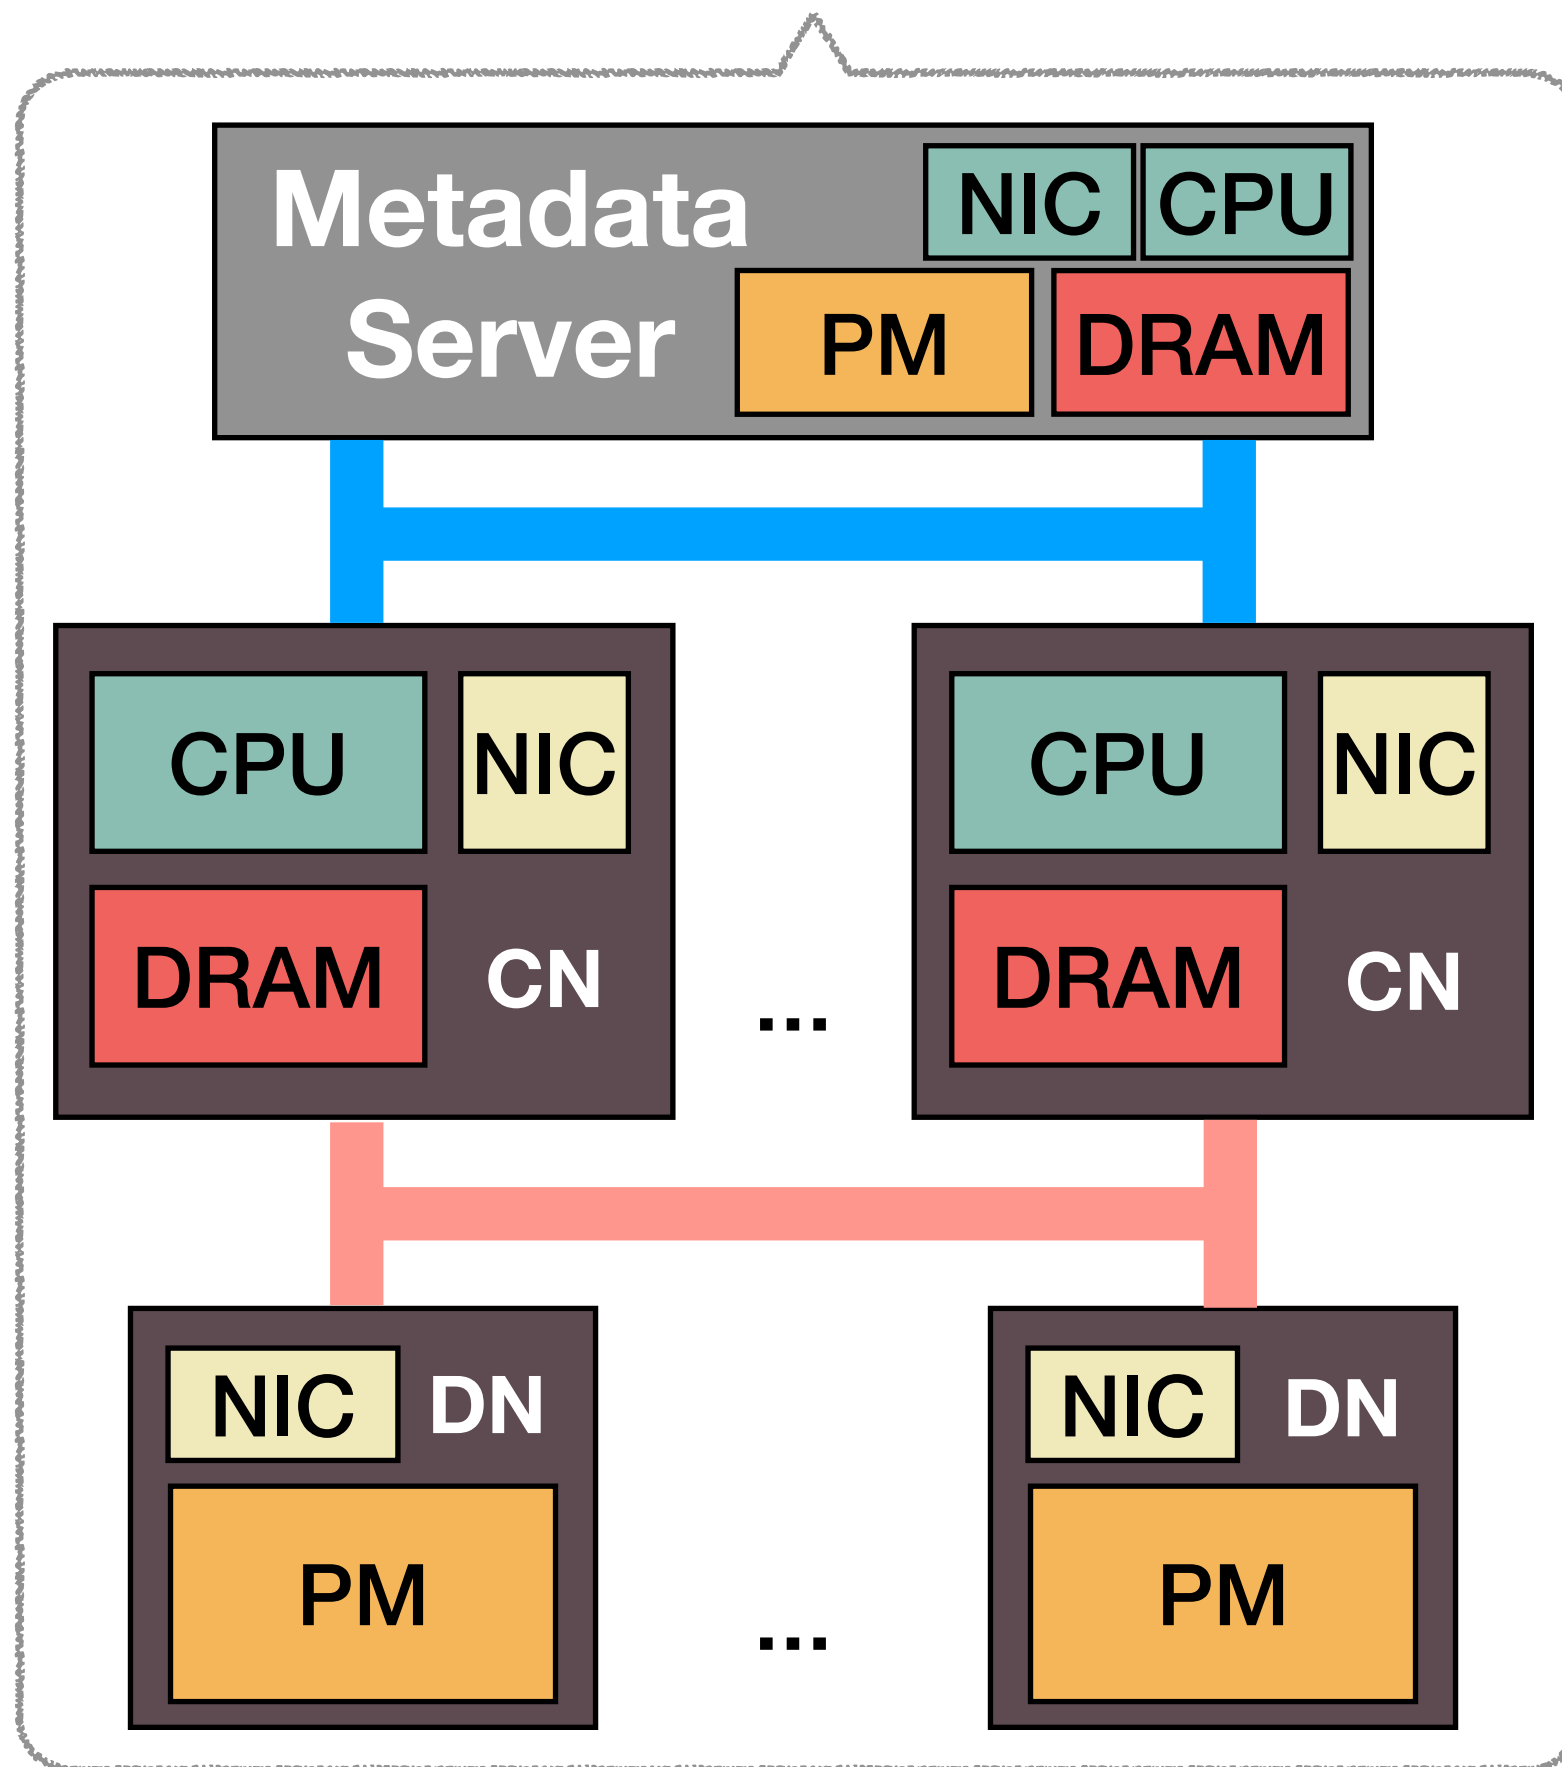 Metadata
Server
NIC CPU
PM DRAM
CPU NIC
DRAM CN
...
CPU NIC
DRAM CN
NIC DN
PM
...
NIC DN
PM